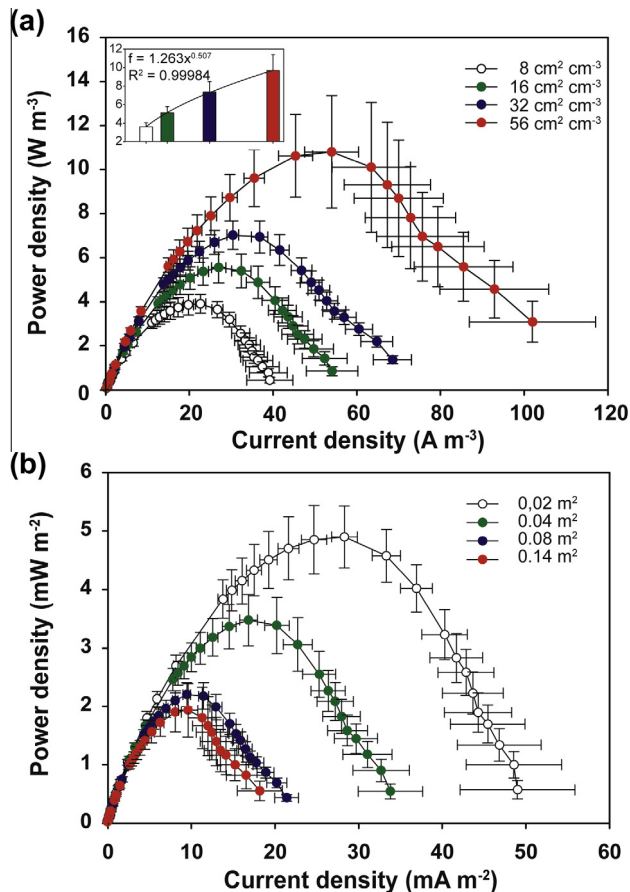 (a)
16
14
12
10
8
6
4
2
0
Power density (W m⁻³)
12
10
8
6
4
2
f = 1.263x⁰·⁵⁰⁷
R² = 0.99984
8 cm² cm⁻³
16 cm² cm⁻³
32 cm² cm⁻³
56 cm² cm⁻³
0 20 40 60 80 100 120
Current density (A m⁻³)
(b)
6
5
4
3
2
1
0
Power density (mW m⁻²)
0,02 m²
0.04 m²
0.08 m²
0.14 m²
0 10 20 30 40 50 60
Current density (mA m⁻²)